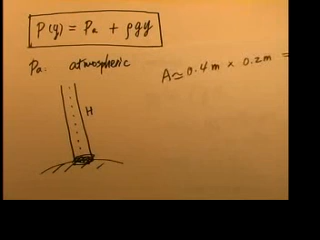 P(y) = Pa + ρgy
Pa. atmospheric
A ≃ 0.4 m × 0.2 m =
H